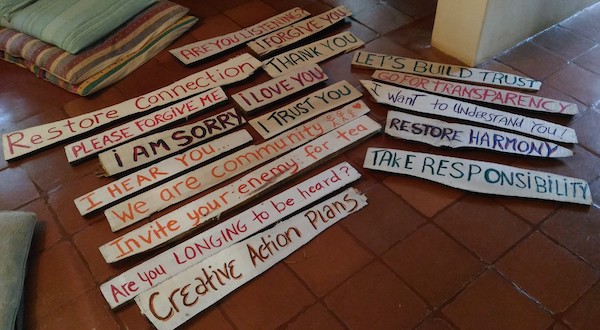 ARE YOU LISTENING?
I FORGIVE YOU
THANK YOU
Restore Connection
PLEASE FORGIVE ME
I LOVE YOU
I AM SORRY
I TRUST YOU
I HEAR YOU...
We are community
Invite your enemy for tea
Are you LONGING to be heard?
Creative Action Plans
LET'S BUILD TRUST
GO FOR TRANSPARENCY
I want to UNDERSTAND YOU!
RESTORE HARMONY
TAKE RESPONSIBILITY